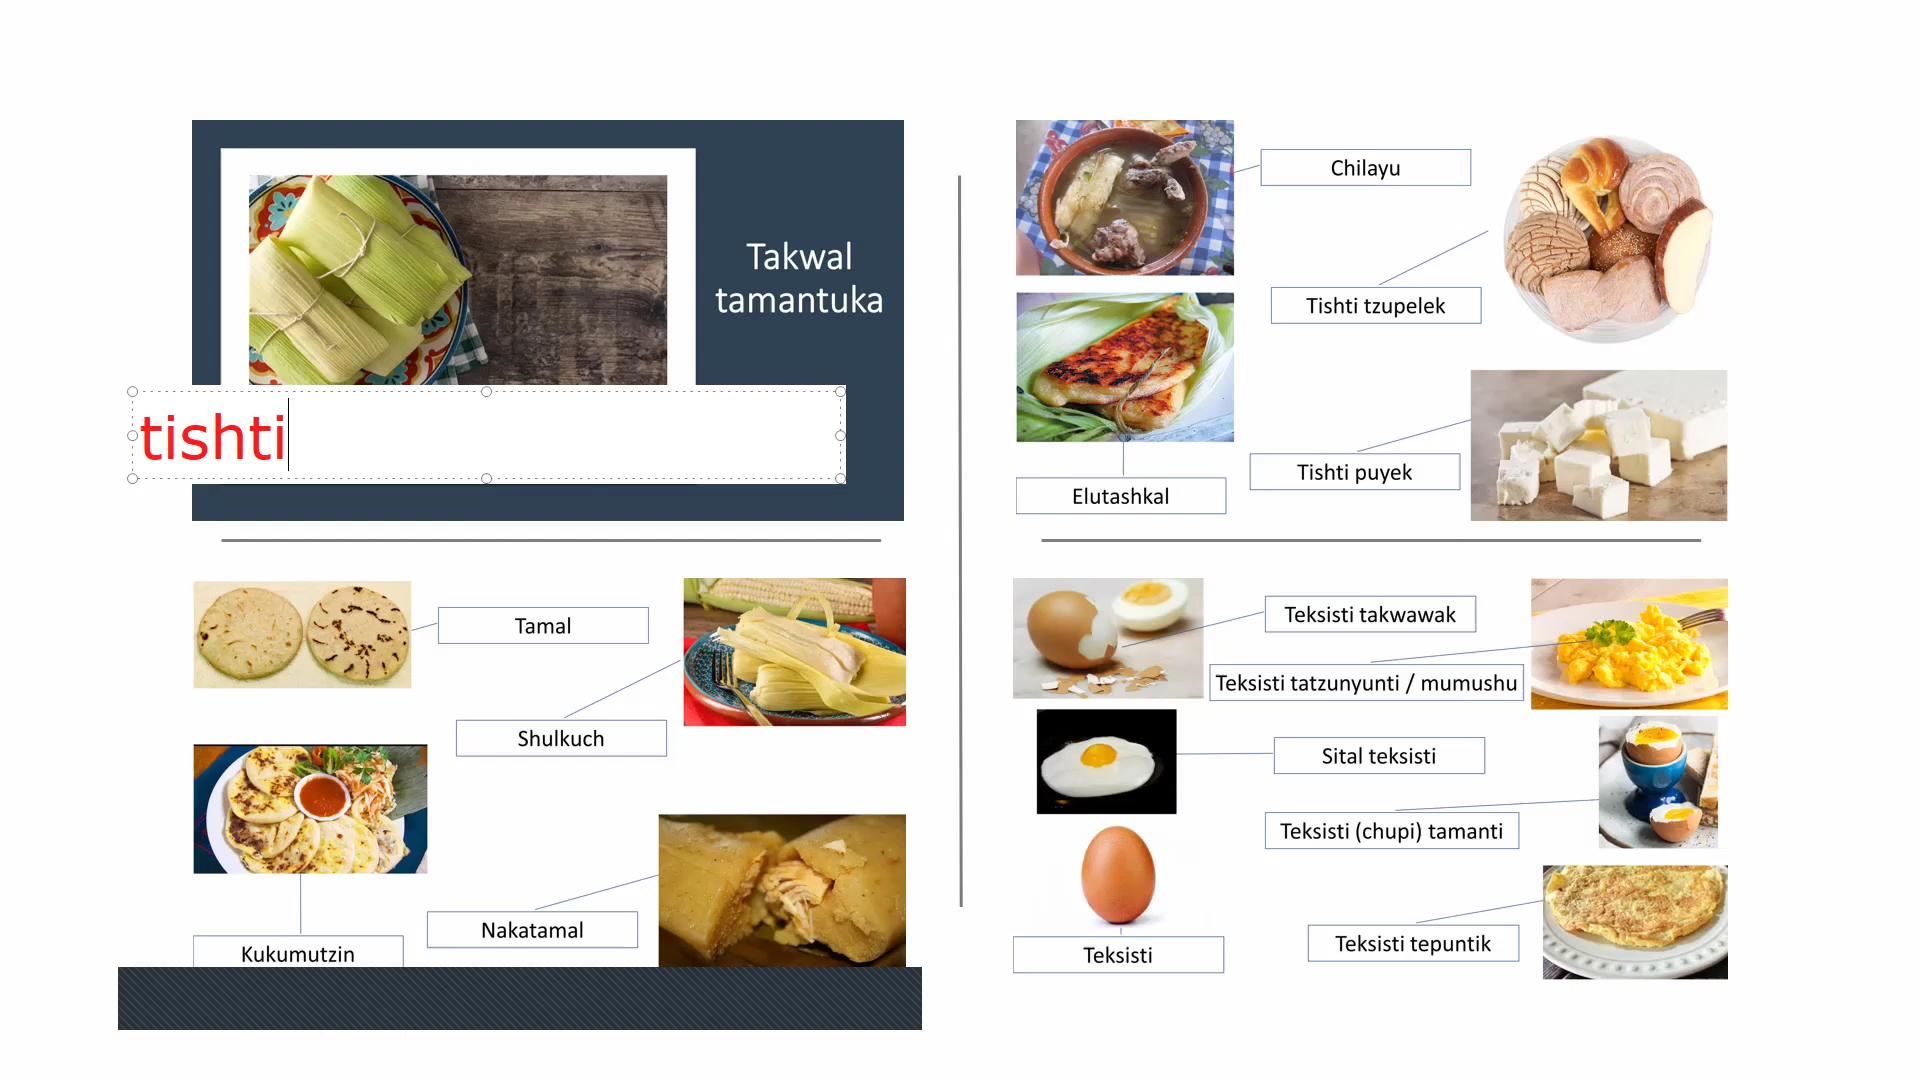 Takwal
tamantuka
tishti
Tamal
Shulkuch
Kukumutzin
Nakatamal
Chilayu
Tishti tzupelek
Elutashkal
Tishti puyek
Teksisti takwawak
Teksisti tatzunyunti / mumushu
Sital teksisti
Teksisti (chupi) tamanti
Teksisti
Teksisti tepuntik